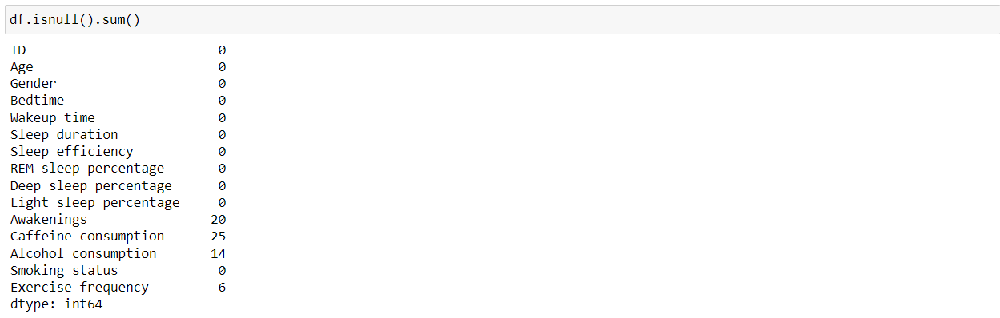 df.isnull().sum()
ID 0
Age 0
Gender 0
Bedtime 0
Wakeup time 0
Sleep duration 0
Sleep efficiency 0
REM sleep percentage 0
Deep sleep percentage 0
Light sleep percentage 0
Awakenings 20
Caffeine consumption 25
Alcohol consumption 14
Smoking status 0
Exercise frequency 6
dtype: int64